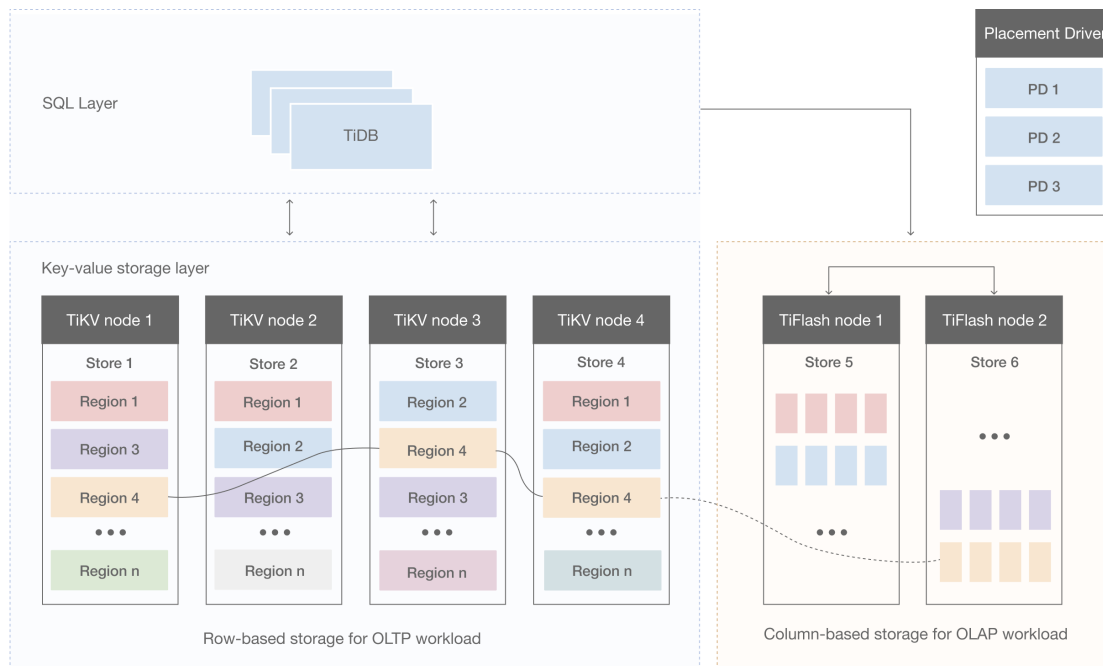 SQL Layer
TiDB
Placement Driver
PD 1
PD 2
PD 3
Key-value storage layer
TiKV node 1
Store 1
Region 1
Region 3
Region 4
Region n
TiKV node 2
Store 2
Region 1
Region 2
Region 3
Region n
TiKV node 3
Store 3
Region 2
Region 4
Region 3
Region n
TiKV node 4
Store 4
Region 1
Region 2
Region 4
Region n
Row-based storage for OLTP workload
TiFlash node 1
Store 5
TiFlash node 2
Store 6
Column-based storage for OLAP workload